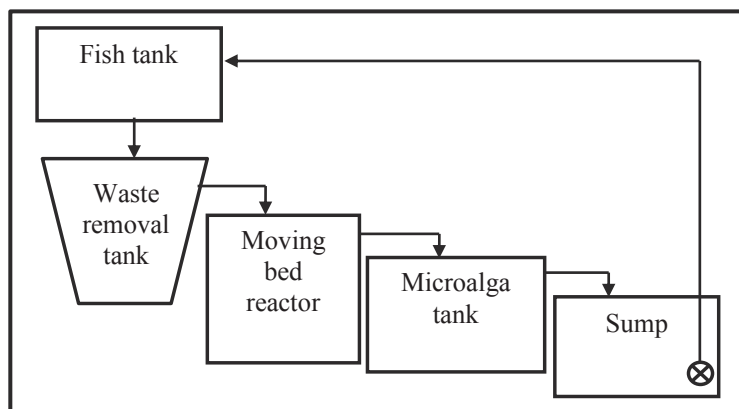 Fish tank
Waste
removal
tank
Moving
bed
reactor
Microalga
tank
Sump